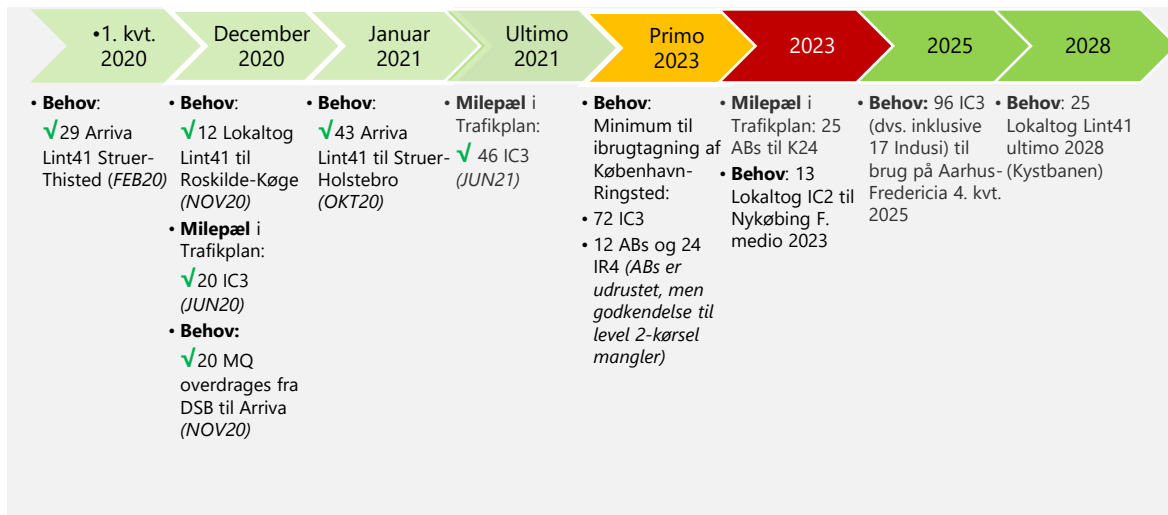 •1. kvt.
2020
December
2020
Januar
2021
Ultimo
2021
Primo
2023
2023
2025
2028
• Behov:
√29 Arriva
Lint41 Struer-
Thisted (FEB20)
• Behov:
√12 Lokaltog
Lint41 til
Roskilde-Køge
(NOV20)
• Milepæl i
Trafikplan:
√20 IC3
(JUN20)
• Behov:
√20 MQ
overdrages fra
DSB til Arriva
(NOV20)
• Behov:
√43 Arriva
Lint41 til Struer-
Holstebro
(OKT20)
• Milepæl i
Trafikplan:
√ 46 IC3
(JUN21)
• Behov:
Minimum til
ibrugtagning af
København-
Ringsted:
• 72 IC3
• 12 ABs og 24
IR4 (ABs er
udrustet, men
godkendelse til
level 2-kørsel
mangler)
• Milepæl i
Trafikplan: 25
ABs til K24
• Behov: 13
Lokaltog IC2 til
Nykøbing F.
medio 2023
• Behov: 96 IC3
(dvs. inklusive
17 Indusi) til
brug på Aarhus-
Fredericia 4. kvt.
2025
• Behov: 25
Lokaltog Lint41
ultimo 2028
(Kystbanen)